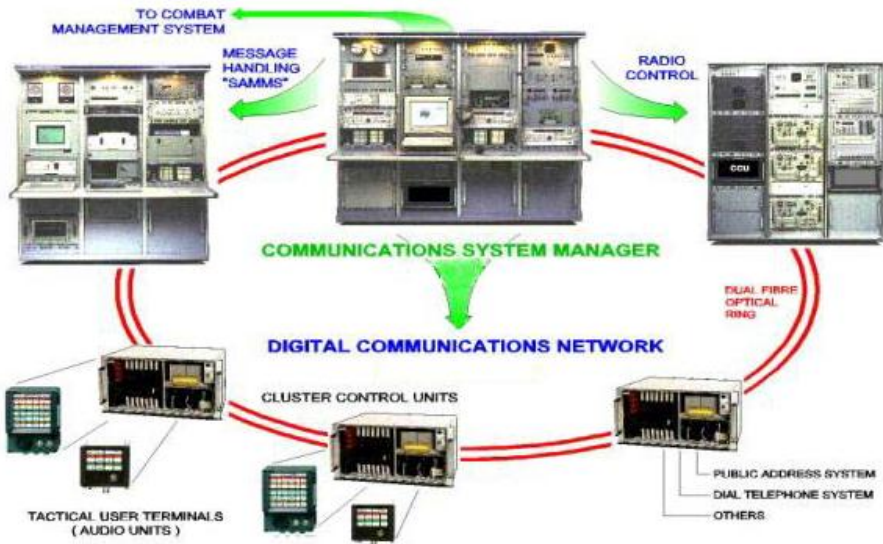 TO COMBAT
MANAGEMENT SYSTEM
MESSAGE
HANDLING
"SAMMS"
RADIO
CONTROL
CCU
COMMUNICATIONS SYSTEM MANAGER
DUAL FIBRE
OPTICAL
RING
DIGITAL COMMUNICATIONS NETWORK
CLUSTER CONTROL UNITS
PUBLIC ADDRESS SYSTEM
DIAL TELEPHONE SYSTEM
OTHERS
TACTICAL USER TERMINALS
( AUDIO UNITS )